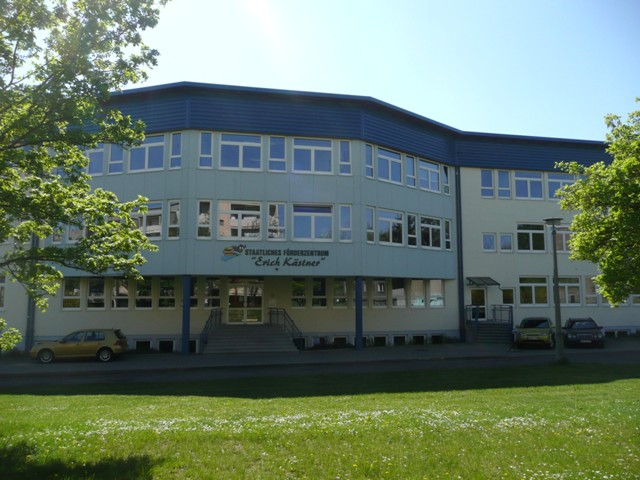 STAATLICHES FÖRDERZENTRUM
"Erich Kästner"